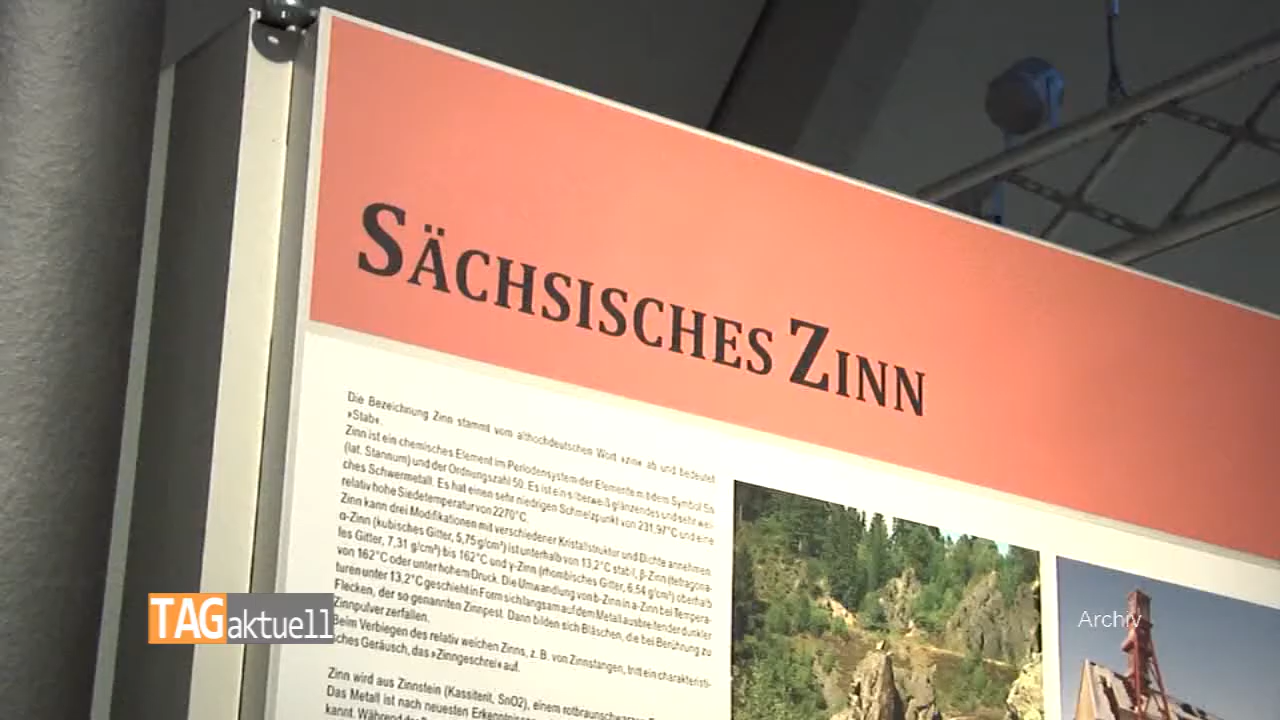 SÄCHSISCHES ZINN
Die Bezeichnung Zinn stammt vom althochdeutschen Wort »zin« ab und bedeutet
»Stab«.
Zinn ist ein chemisches Element im Periodensystem der Elemente mit dem Symbol Sn
(lat. Stannum) und der Ordnungszahl 50. Es ist ein silberweiß glänzendes und sehr wei-
ches Schwermetall. Es hat einen sehr niedrigen Schmelzpunkt von 231,97°C und eine
relativ hohe Siedetemperatur von 2270°C.
Zinn kann drei Modifikationen mit verschiedener Kristallstruktur und Dichte annehmen:
α-Zinn (kubisches Gitter, 5,75 g/cm³) ist unterhalb von 13,2°C stabil, β-Zinn (tetragona-
les Gitter, 7,31 g/cm³) bis 162°C und γ-Zinn (rhombisches Gitter, 6,54 g/cm³) oberhalb
von 162°C oder unter hohem Druck. Die Umwandlung von b-Zinn in a-Zinn bei Tempera-
turen unter 13,2°C geschieht in Form sich langsam auf dem Metall ausbreitender dunkler
Flecken, der so genannten Zinnpest. Dann bilden sich Bläschen, die bei Berührung zu
Zinnpulver zerfallen.
Beim Verbiegen des relativ weichen Zinns, z. B. von Zinnstangen, tritt ein charakteristi-
sches Geräusch, das »Zinngeschrei« auf.
Zinn wird aus Zinnstein (Kassiterit, SnO2), einem rotbraunschwarzen
Das Metall ist nach neuesten Erkenntnissen
kannt. Während der
TAGaktuell
Archiv